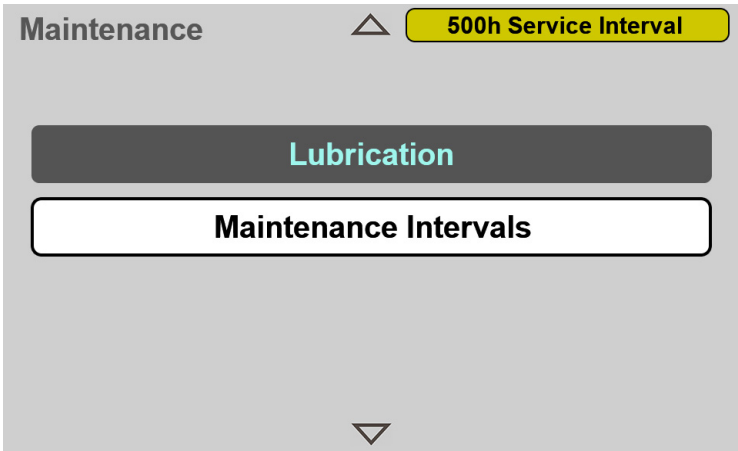 Maintenance
500h Service Interval
Lubrication
Maintenance Intervals